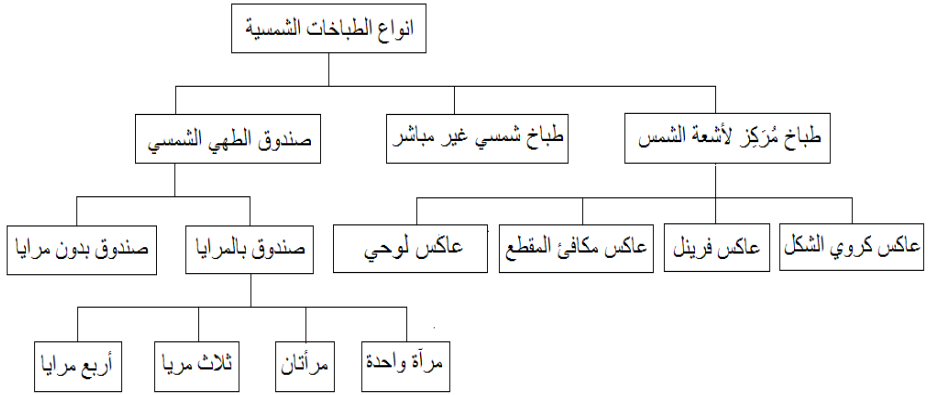 انواع الطباخات الشمسية
طباخ مُرَكِز لأشعة الشمس
طباخ شمسي غير مباشر
صندوق الطهي الشمسي
عاكس كروي الشكل
عاكس فرينل
عاكس مكافئ المقطع
عاكس لوحي
صندوق بالمرايا
صندوق بدون مرايا
مرآة واحدة
مرأتان
ثلاث مريا
أربع مرايا